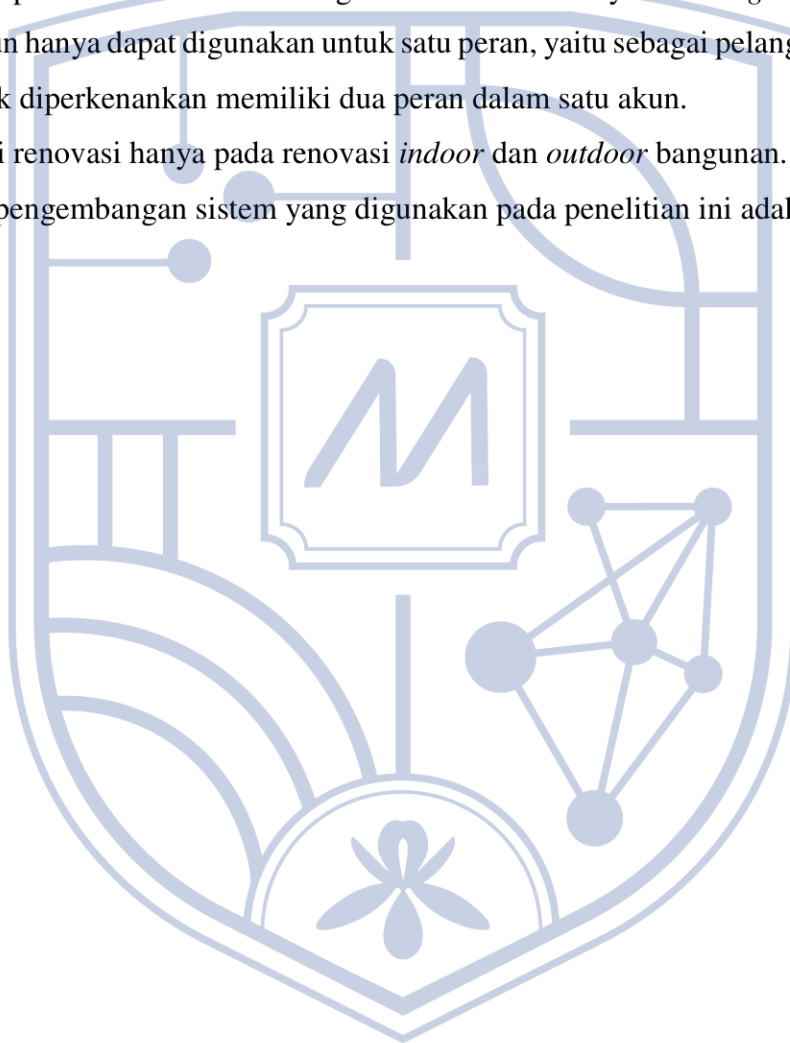 un hanya dapat digunakan untuk satu peran, yaitu sebagai pelang
k diperkenankan memiliki dua peran dalam satu akun.
i renovasi hanya pada renovasi indoor dan outdoor bangunan.
pengembangan sistem yang digunakan pada penelitian ini adal
M